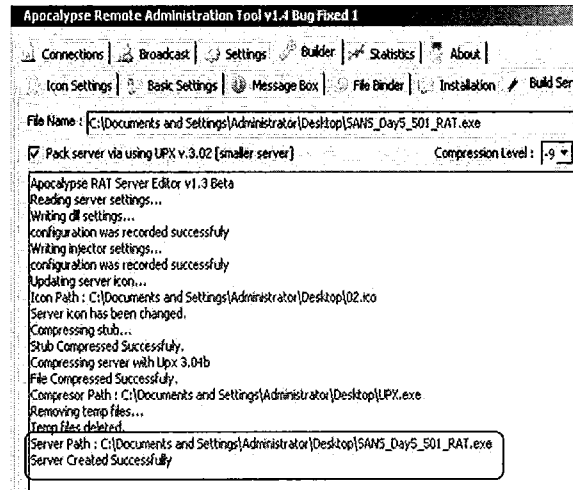 Apocalypse Remote Administration Tool v1.4 Bug Fixed 1
Connections Broadcast Settings Builder Statistics About
Icon Settings Basic Settings Message Box File Binder Installation Build Ser
File Name : C:\Documents and Settings\Administrator\Desktop\SANS_Day5_501_RAT.exe
Pack server via using UPX v.3.02 [smaller server] Compression Level : -9
Apocalypse RAT Server Editor v1.3 Beta
Reading server settings...
Writing dll settings...
configuration was recorded successfuly
Writing injector settings...
configuration was recorded successfuly
Updating server icon...
Icon Path : C:\Documents and Settings\Administrator\Desktop\02.ico
Server icon has been changed.
Compressing stub...
Stub Compressed Successfuly.
Compressing server with Upx 3.04b
File Compressed Successfuly.
Compresor Path : C:\Documents and Settings\Administrator\Desktop\UPX.exe
Removing temp files...
Temp files deleted.
Server Path : C:\Documents and Settings\Administrator\Desktop\SANS_Day5_501_RAT.exe
Server Created Successfully